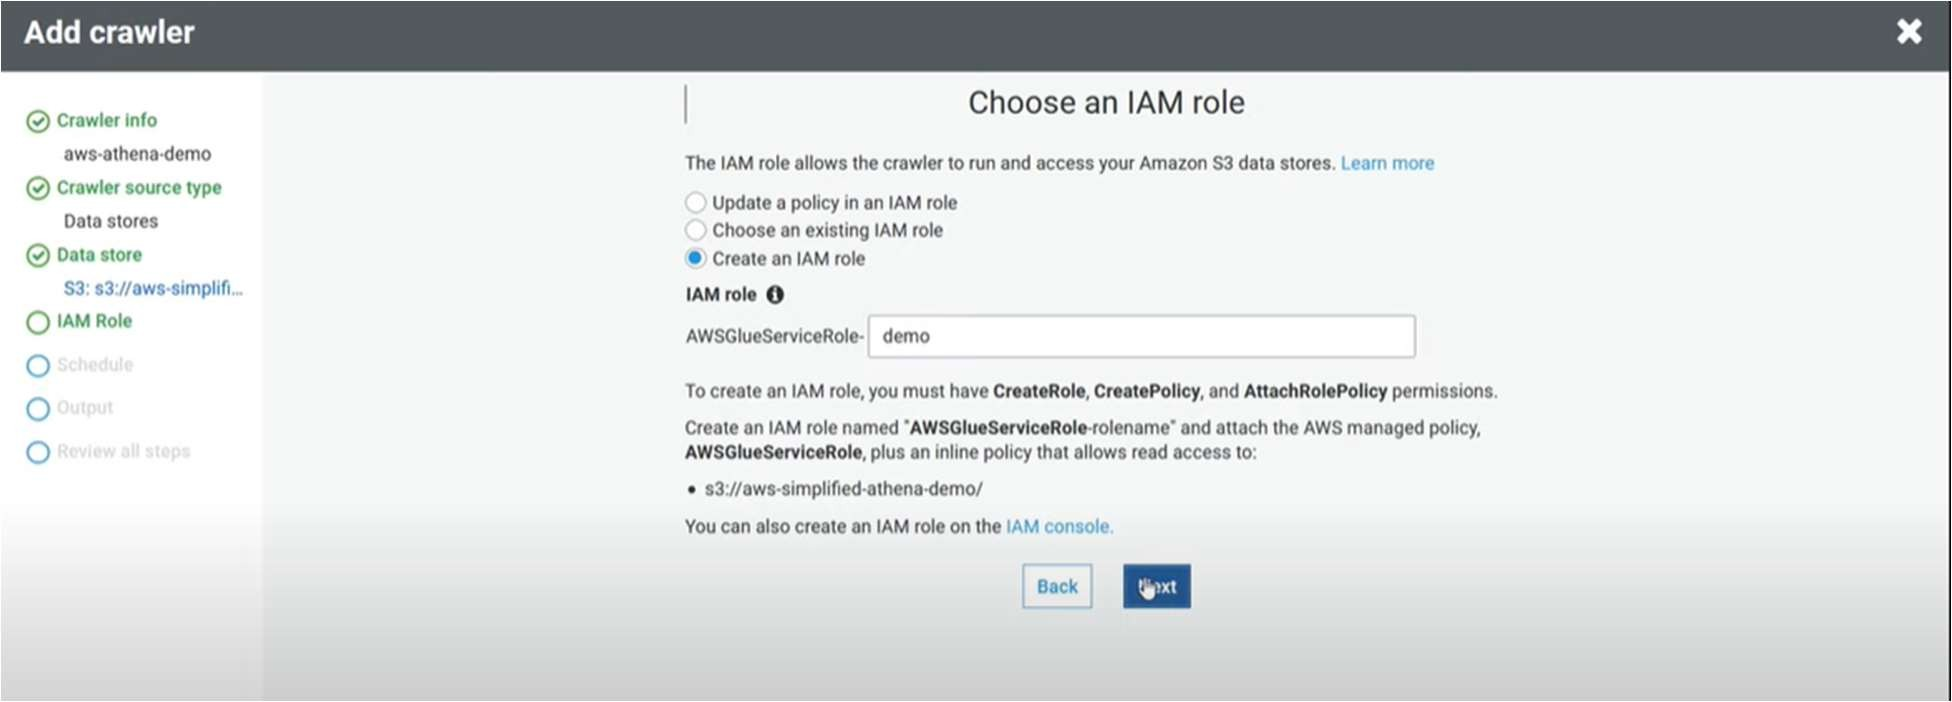 Add crawler
Crawler info
aws-athena-demo
Crawler source type
Data stores
Data store
S3: s3://aws-simplifi...
IAM Role
Schedule
Output
Review all steps
Choose an IAM role
The IAM role allows the crawler to run and access your Amazon S3 data stores. Learn more
Update a policy in an IAM role
Choose an existing IAM role
Create an IAM role
IAM role
AWSGlueServiceRole- demo
To create an IAM role, you must have CreateRole, CreatePolicy, and AttachRolePolicy permissions.
Create an IAM role named "AWSGlueServiceRole-rolename" and attach the AWS managed policy,
AWSGlueServiceRole, plus an inline policy that allows read access to:
• s3://aws-simplified-athena-demo/
You can also create an IAM role on the IAM console.
Back
Next